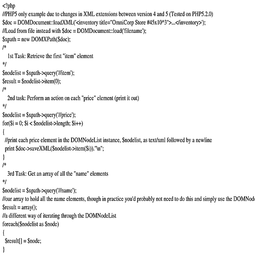 <?php
//PHP5 only example due to changes in XML extensions between version 4 and 5 (Tested on PHP5.2.0)
$doc = DOMDocument::loadXML('<inventory title="OmniCorp Store #45x10^3">...</inventory>');
//Load from file instead with $doc = DOMDocument::load('filename');
$xpath = new DOMXPath($doc);
/*
1st Task: Retrieve the first "item" element
*/
$nodelist = $xpath->query('//item');
$result = $nodelist->item(0);
/*
2nd task: Perform an action on each "price" element (print it out)
*/
$nodelist = $xpath->query('//price');
for($i = 0; $i < $nodelist->length; $i++)
{
//print each price element in the DOMNodeList instance, $nodelist, as text/xml followed by a newline
print $doc->saveXML($nodelist->item($i))."\n";
}
/*
3rd Task: Get an array of all the "name" elements
*/
$nodelist = $xpath->query('//name');
//our array to hold all the name elements, though in practice you'd probably not need to do this and simply use the DOMNod
$result = array();
//a different way of iterating through the DOMNodeList
foreach($nodelist as $node)
{
$result[] = $node;
}